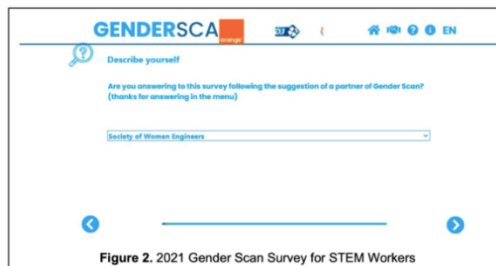 GENDERSCA
orange
EN
Describe yourself
Are you answering to this survey following the suggestion of a partner of Gender Scan?
(thanks for answering in the menu)
Society of Women Engineers
Figure 2. 2021 Gender Scan Survey for STEM Workers